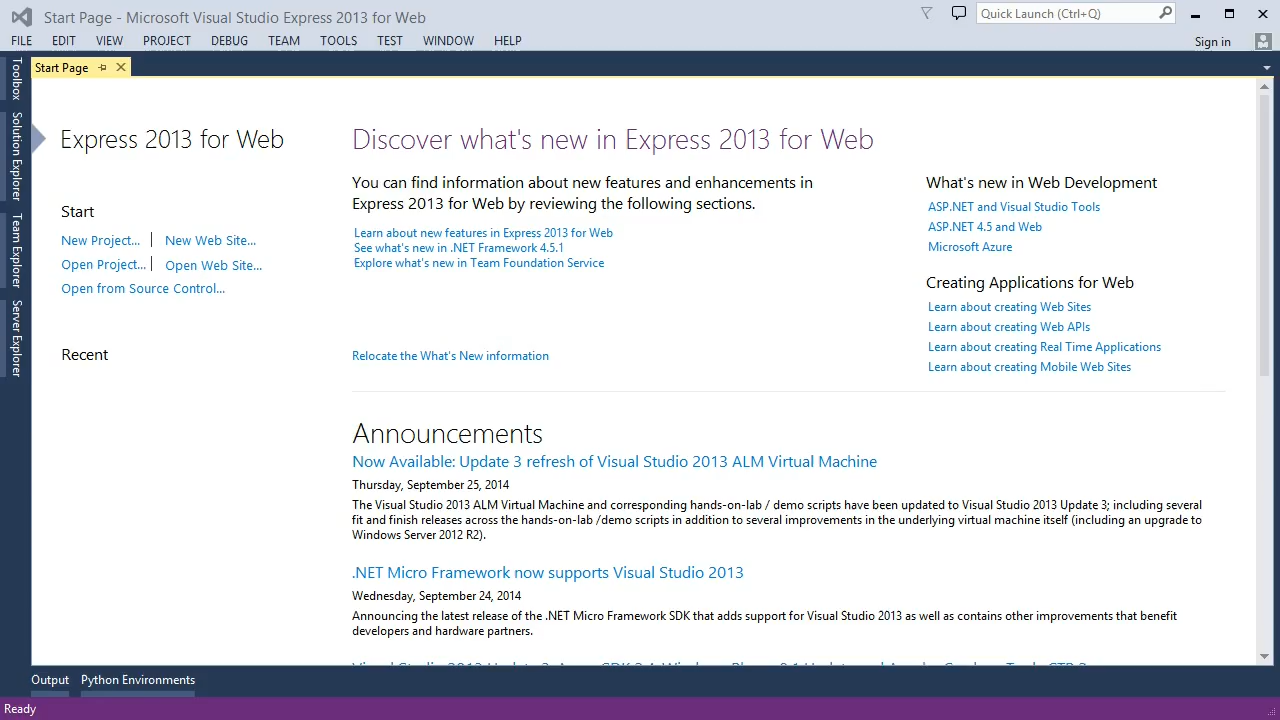 Start Page - Microsoft Visual Studio Express 2013 for Web
Quick Launch (Ctrl+Q)
FILE EDIT VIEW PROJECT DEBUG TEAM TOOLS TEST WINDOW HELP
Sign in
Start Page
Toolbox
Solution Explorer
Team Explorer
Server Explorer
Express 2013 for Web
Start
New Project... New Web Site...
Open Project... Open Web Site...
Open from Source Control...
Recent
Discover what's new in Express 2013 for Web
You can find information about new features and enhancements in
Express 2013 for Web by reviewing the following sections.
Learn about new features in Express 2013 for Web
See what's new in .NET Framework 4.5.1
Explore what's new in Team Foundation Service
Relocate the What's New information
What's new in Web Development
ASP.NET and Visual Studio Tools
ASP.NET 4.5 and Web
Microsoft Azure
Creating Applications for Web
Learn about creating Web Sites
Learn about creating Web APIs
Learn about creating Real Time Applications
Learn about creating Mobile Web Sites
Announcements
Now Available: Update 3 refresh of Visual Studio 2013 ALM Virtual Machine
Thursday, September 25, 2014
The Visual Studio 2013 ALM Virtual Machine and corresponding hands-on-lab / demo scripts have been updated to Visual Studio 2013 Update 3; including several
fit and finish releases across the hands-on-lab /demo scripts in addition to several improvements in the underlying virtual machine itself (including an upgrade to
Windows Server 2012 R2).
.NET Micro Framework now supports Visual Studio 2013
Wednesday, September 24, 2014
Announcing the latest release of the .NET Micro Framework SDK that adds support for Visual Studio 2013 as well as contains other improvements that benefit
developers and hardware partners.
Output Python Environments
Ready